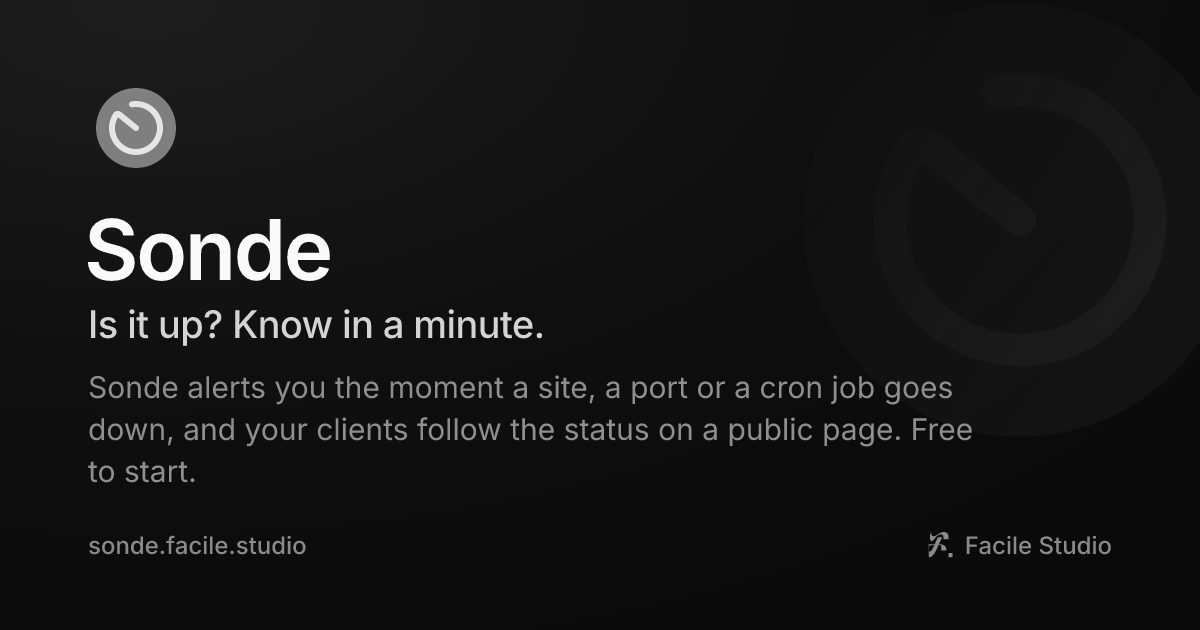 Sonde
Is it up? Know in a minute.
Sonde alerts you the moment a site, a port or a cron job goes
down, and your clients follow the status on a public page. Free
to start.
sonde.facile.studio
Facile Studio